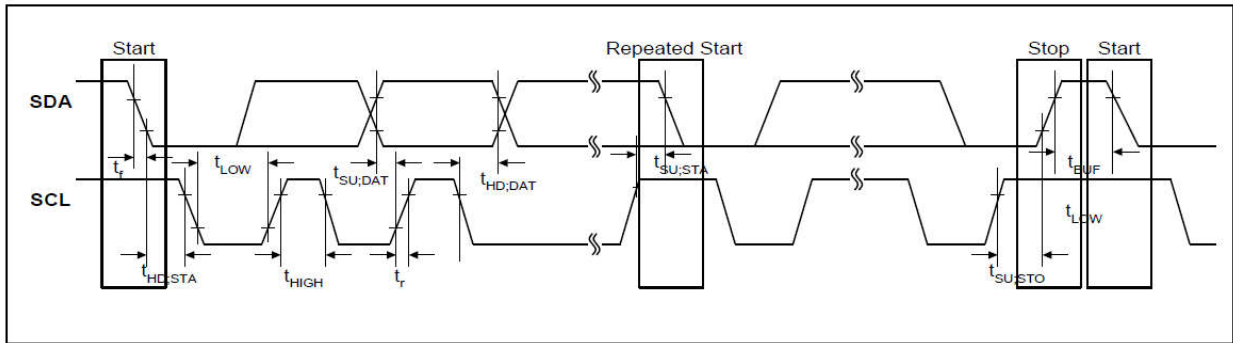 Start Repeated Start Stop Start
SDA
tf tLOW tSU;DAT tHD;DAT tSU;STA tBUF
SCL
tLOW
tHD;STA tHIGH tr tSU;STO